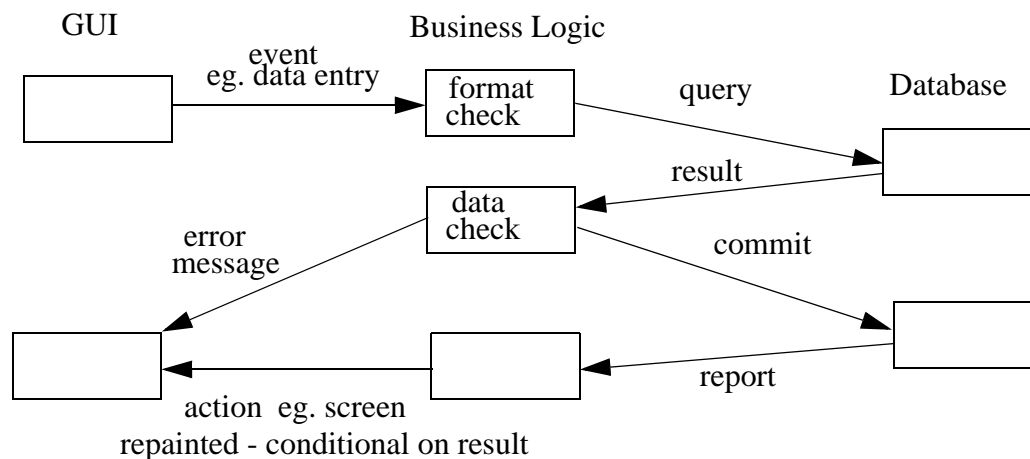 GUI
Business Logic
Database
event
eg. data entry
format
check
query
result
data
check
error
message
commit
report
action eg. screen
repainted - conditional on result